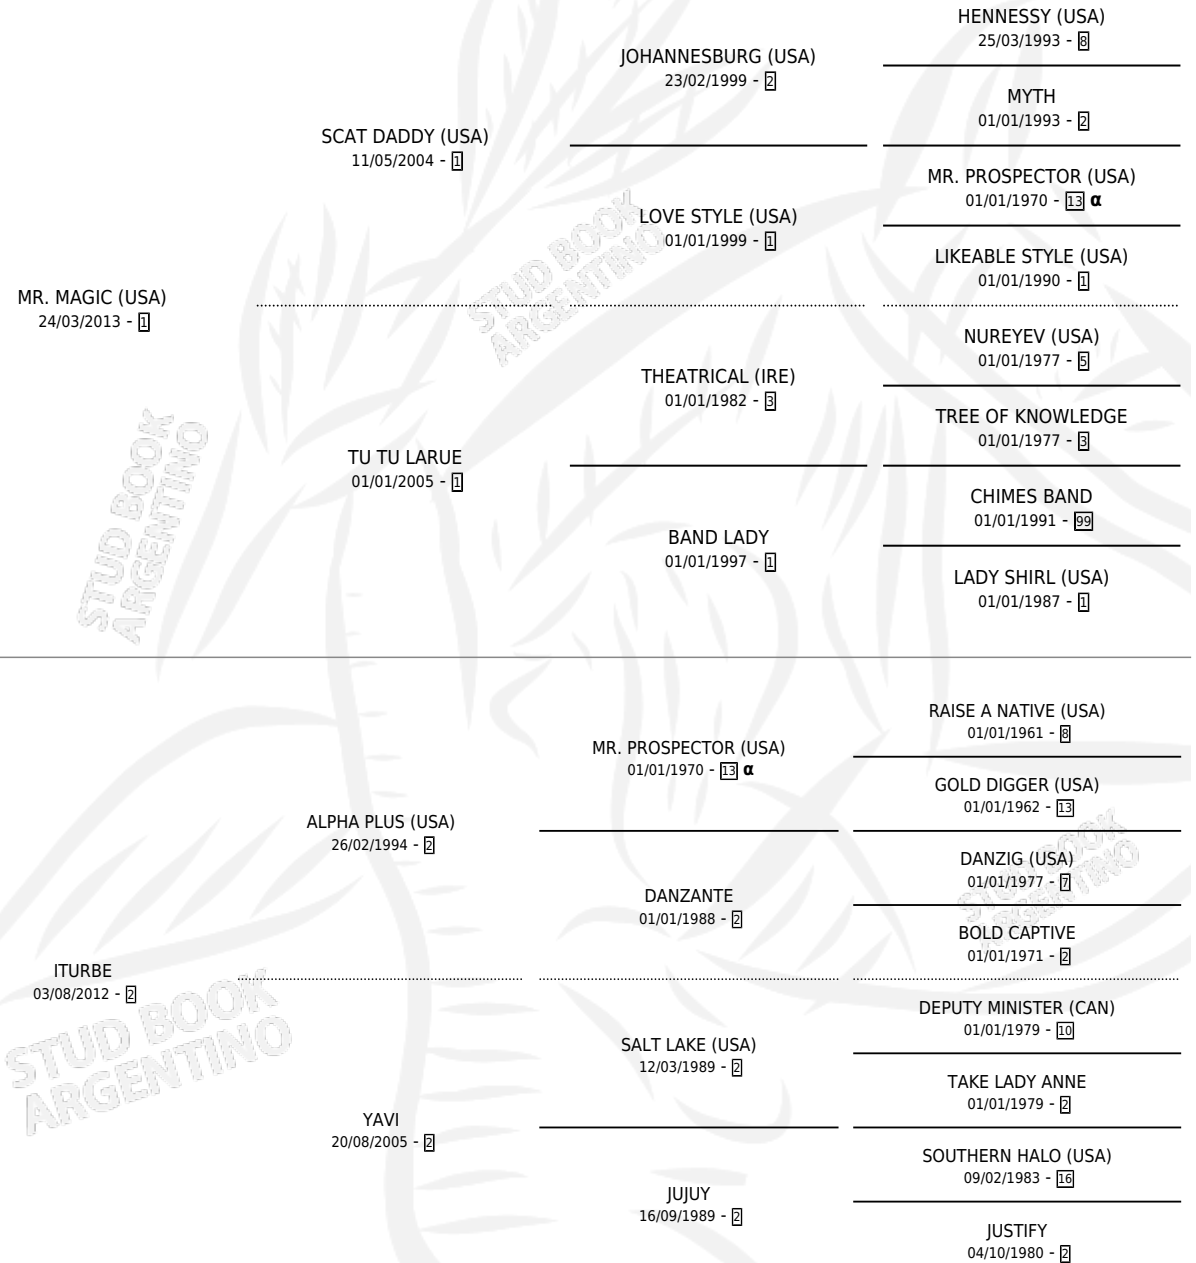 HENNESSY (USA)
25/03/1993 - 8
JOHANNESBURG (USA)
23/02/1999 - 2
MYTH
01/01/1993 - 2
SCAT DADDY (USA)
11/05/2004 - 1
MR. PROSPECTOR (USA)
01/01/1970 - 13 α
LOVE STYLE (USA)
01/01/1999 - 1
LIKEABLE STYLE (USA)
01/01/1990 - 1
MR. MAGIC (USA)
24/03/2013 - 1
NUREYEV (USA)
01/01/1977 - 5
THEATRICAL (IRE)
01/01/1982 - 3
TREE OF KNOWLEDGE
01/01/1977 - 3
TU TU LARUE
01/01/2005 - 1
CHIMES BAND
01/01/1991 - 99
BAND LADY
01/01/1997 - 1
LADY SHIRL (USA)
01/01/1987 - 1
STUD BOOK
ARGENTINO
STUD BOOK
ARGENTINO
RAISE A NATIVE (USA)
01/01/1961 - 8
MR. PROSPECTOR (USA)
01/01/1970 - 13 α
GOLD DIGGER (USA)
01/01/1962 - 13
ALPHA PLUS (USA)
26/02/1994 - 2
DANZIG (USA)
01/01/1977 - 7
DANZANTE
01/01/1988 - 2
BOLD CAPTIVE
01/01/1971 - 2
ITURBE
03/08/2012 - 2
DEPUTY MINISTER (CAN)
01/01/1979 - 10
SALT LAKE (USA)
12/03/1989 - 2
TAKE LADY ANNE
01/01/1979 - 2
YAVI
20/08/2005 - 2
SOUTHERN HALO (USA)
09/02/1983 - 16
JUJUY
16/09/1989 - 2
JUSTIFY
04/10/1980 - 2
STUD BOOK
ARGENTINO
STUD BOOK
ARGENTINO